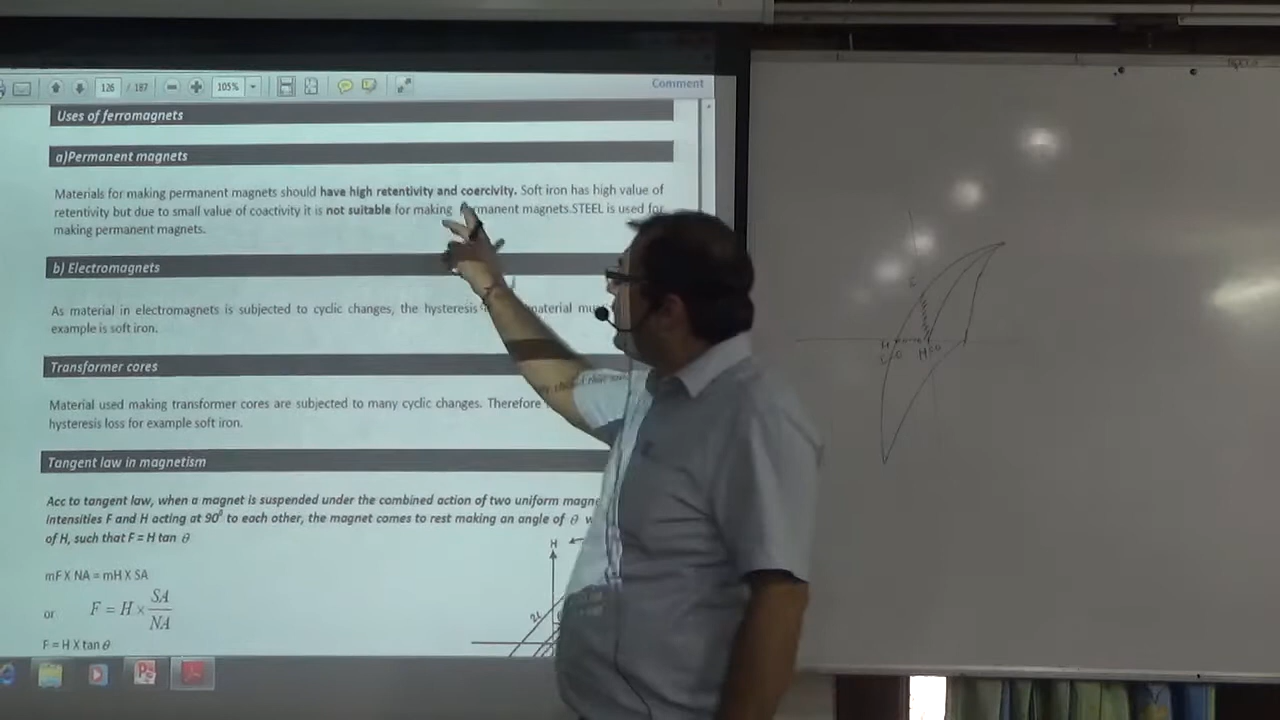 126 / 187 105% Comment
Uses of ferromagnets
a)Permanent magnets
Materials for making permanent magnets should have high retentivity and coercivity. Soft iron has high value of
retentivity but due to small value of coactivity it is not suitable for making permanent magnets.STEEL is used for
making permanent magnets.
b) Electromagnets
As material in electromagnets is subjected to cyclic changes, the hysteresis material
example is soft iron.
Transformer cores
Material used making transformer cores are subjected to many cyclic changes. Therefore
hysteresis loss for example soft iron.
Tangent law in magnetism
Acc to tangent law, when a magnet is suspended under the combined action of two uniform
intensities F and H acting at 90⁰ to each other, the magnet comes to rest making an angle of θ
of H, such that F = H tan θ
H
mF X NA = mH X SA
or F = H × SA/NA
F = H X tan θ
2L